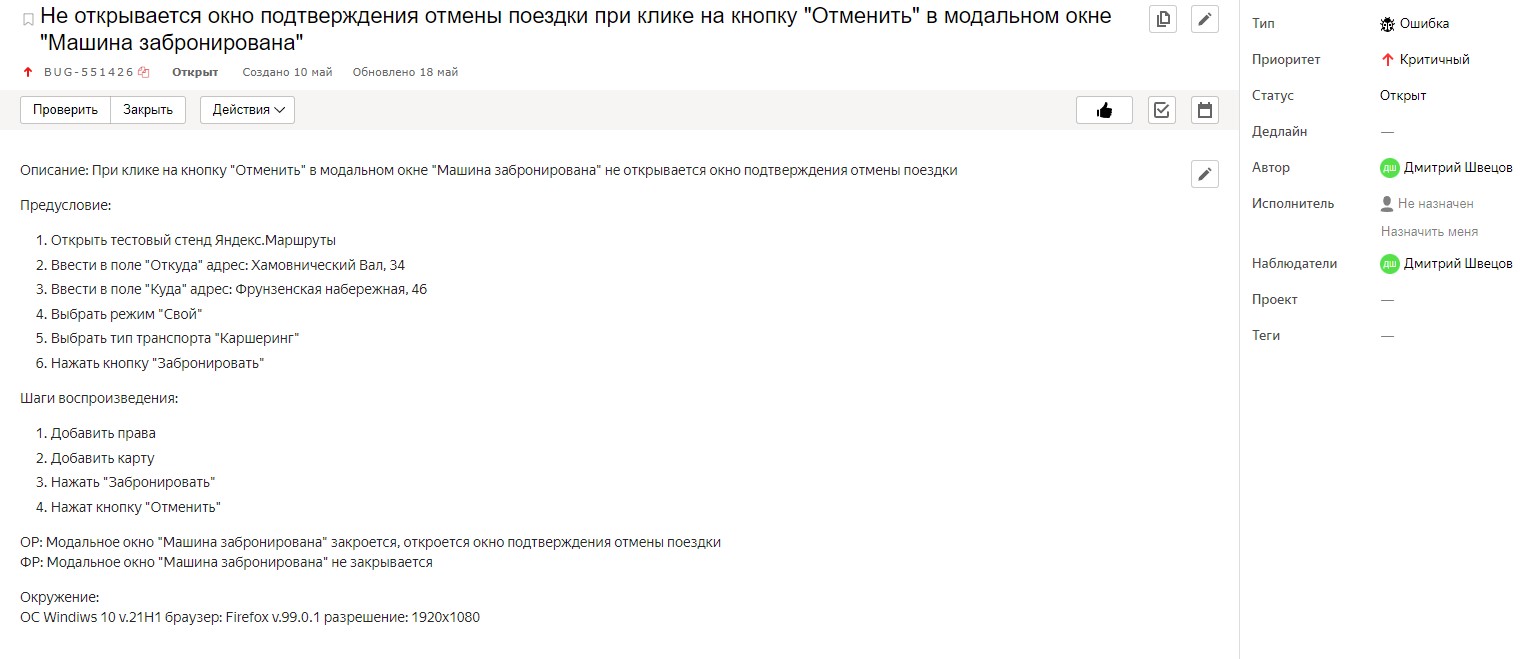 Не открывается окно подтверждения отмены поездки при клике на кнопку "Отменить" в модальном окне
"Машина забронирована"
BUG-551426 Открыт Создано 10 май Обновлено 18 май
Проверить Закрыть Действия
Описание: При клике на кнопку "Отменить" в модальном окне "Машина забронирована" не открывается окно подтверждения отмены поездки
Предусловие:
1. Открыть тестовый стенд Яндекс.Маршруты
2. Ввести в поле "Откуда" адрес: Хамовнический Вал, 34
3. Ввести в поле "Куда" адрес: Фрунзенская набережная, 46
4. Выбрать режим "Свой"
5. Выбрать тип транспорта "Каршеринг"
6. Нажать кнопку "Забронировать"
Шаги воспроизведения:
1. Добавить права
2. Добавить карту
3. Нажать "Забронировать"
4. Нажат кнопку "Отменить"
ОР: Модальное окно "Машина забронирована" закроется, откроется окно подтверждения отмены поездки
ФР: Модальное окно "Машина забронирована" не закрывается
Окружение:
ОС Windiws 10 v.21H1 браузер: Firefox v.99.0.1 разрешение: 1920x1080
Тип Ошибка
Приоритет Критичный
Статус Открыт
Дедлайн —
Автор ДШ Дмитрий Швецов
Исполнитель Не назначен
Назначить меня
Наблюдатели ДШ Дмитрий Швецов
Проект —
Теги —